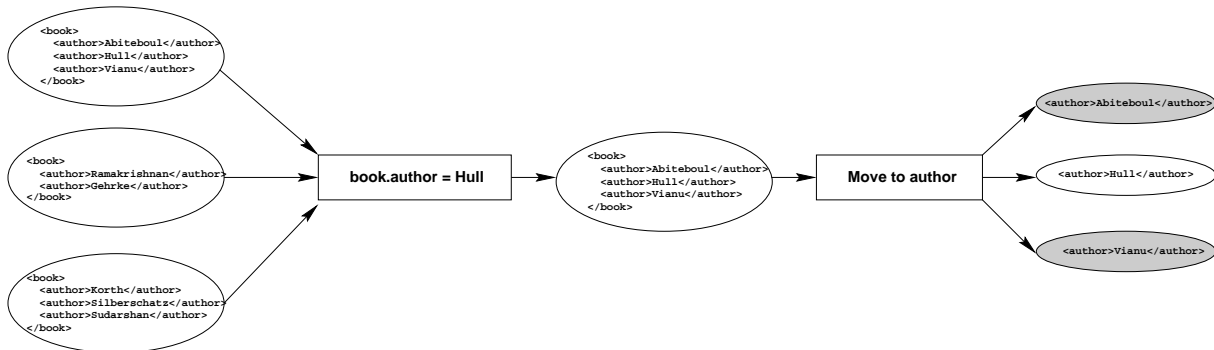 <book>
<author>Abiteboul</author>
<author>Hull</author>
<author>Vianu</author>
</book>
<book>
<author>Ramakrishnan</author>
<author>Gehrke</author>
</book>
<book>
<author>Korth</author>
<author>Silberschatz</author>
<author>Sudarshan</author>
</book>
book.author = Hull
<book>
<author>Abiteboul</author>
<author>Hull</author>
<author>Vianu</author>
</book>
Move to author
<author>Abiteboul</author>
<author>Hull</author>
<author>Vianu</author>